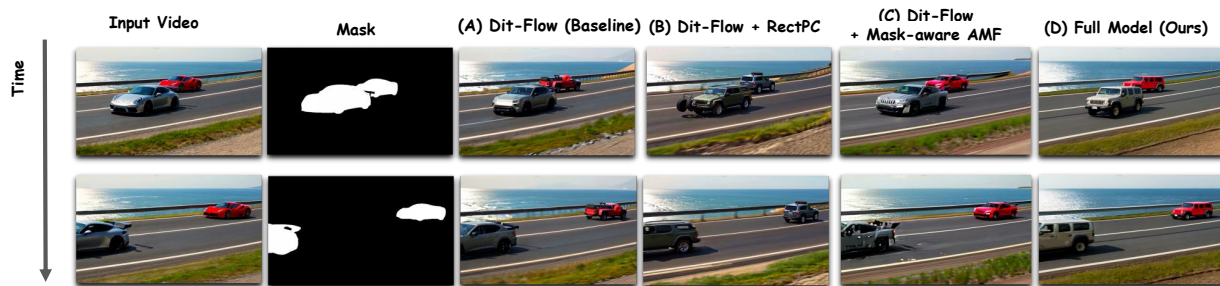 Input Video
Mask
(A) Dit-Flow (Baseline)
(B) Dit-Flow + RectPC
(C) Dit-Flow
+ Mask-aware AMF
(D) Full Model (Ours)
Time